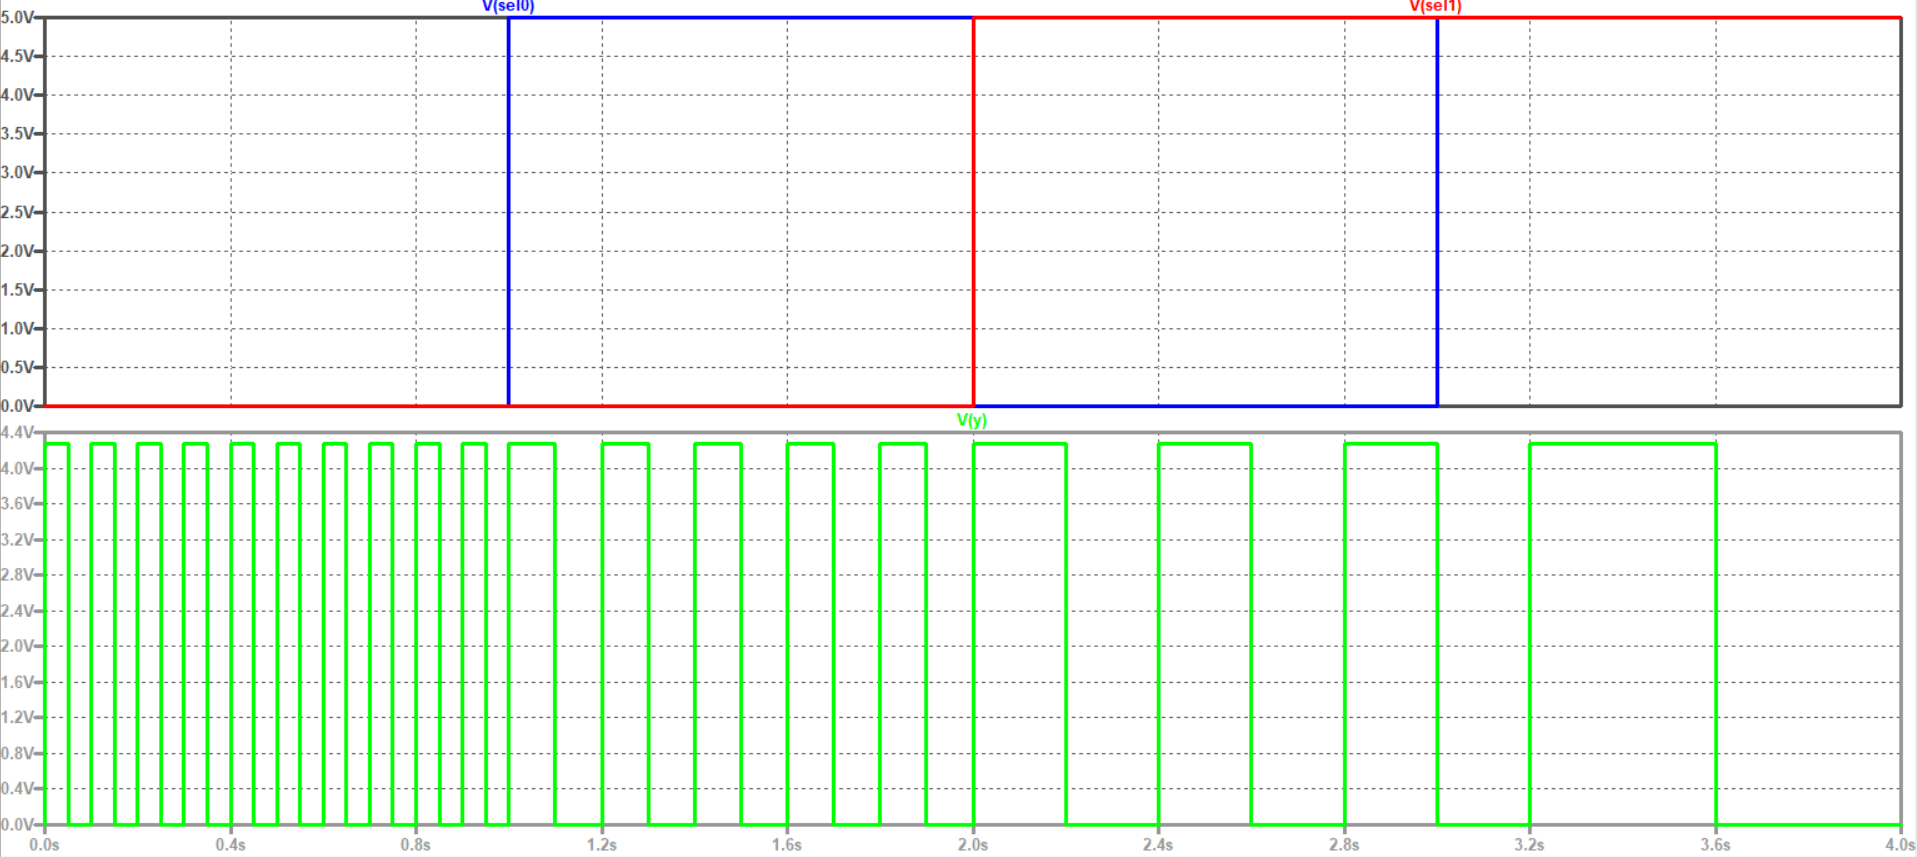 V(sel0) V(sel1)
5.0V
4.5V
4.0V
3.5V
3.0V
2.5V
2.0V
1.5V
1.0V
0.5V
0.0V
V(y)
4.4V
4.0V
3.6V
3.2V
2.8V
2.4V
2.0V
1.6V
1.2V
0.8V
0.4V
0.0V
0.0s 0.4s 0.8s 1.2s 1.6s 2.0s 2.4s 2.8s 3.2s 3.6s 4.0s